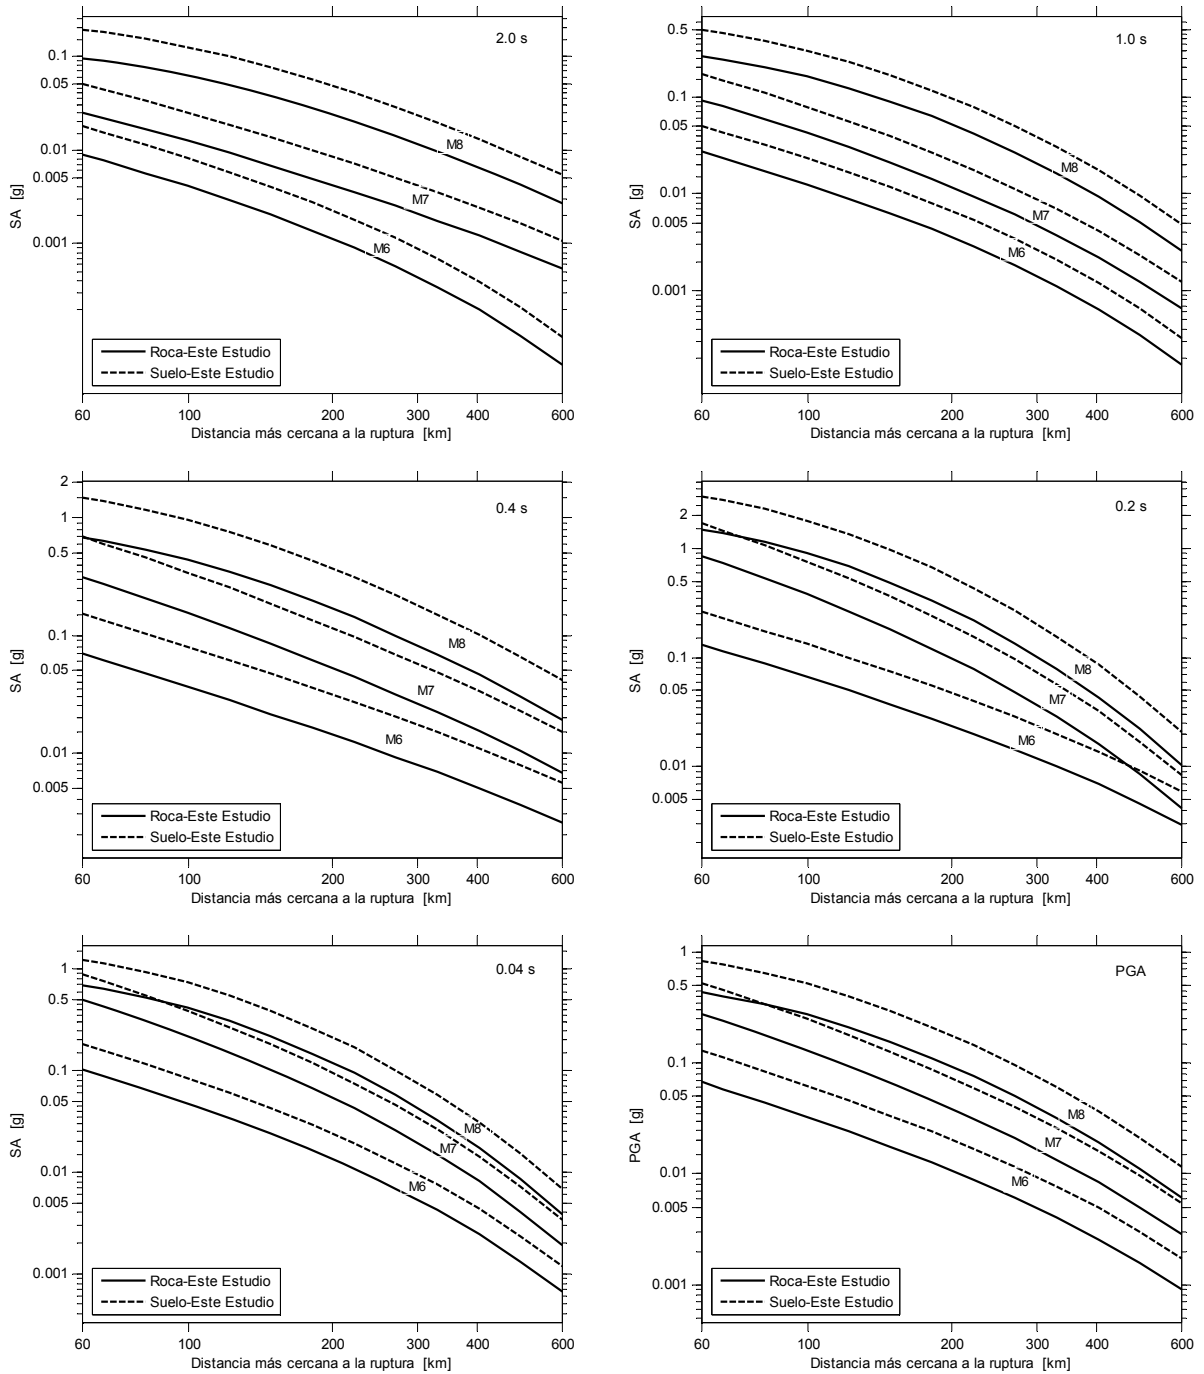 2.0 s
0.1
0.05
0.01
0.005
0.001
SA [g]
M8
M7
M6
Roca-Este Estudio
Suelo-Este Estudio
60 100 200 300 400 600
Distancia más cercana a la ruptura [km]
1.0 s
0.5
0.1
0.05
0.01
0.005
0.001
SA [g]
M8
M7
M6
Roca-Este Estudio
Suelo-Este Estudio
60 100 200 300 400 600
Distancia más cercana a la ruptura [km]
0.4 s
2
1
0.5
0.1
0.05
0.01
0.005
SA [g]
M8
M7
M6
Roca-Este Estudio
Suelo-Este Estudio
60 100 200 300 400 600
Distancia más cercana a la ruptura [km]
0.2 s
2
1
0.5
0.1
0.05
0.01
0.005
SA [g]
M8
M7
M6
Roca-Este Estudio
Suelo-Este Estudio
60 100 200 300 400 600
Distancia más cercana a la ruptura [km]
0.04 s
1
0.5
0.1
0.05
0.01
0.005
0.001
SA [g]
M8
M7
M6
Roca-Este Estudio
Suelo-Este Estudio
60 100 200 300 400 600
Distancia más cercana a la ruptura [km]
PGA
1
0.5
0.1
0.05
0.01
0.005
0.001
PGA [g]
M8
M7
M6
Roca-Este Estudio
Suelo-Este Estudio
60 100 200 300 400 600
Distancia más cercana a la ruptura [km]